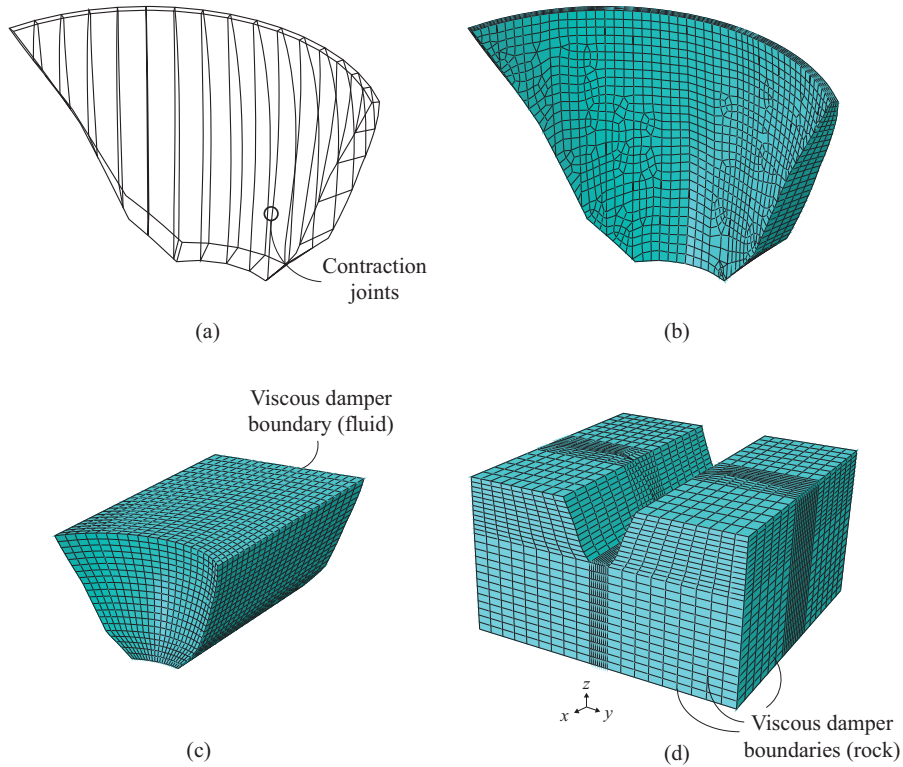 Contraction
joints
(a)
(b)
Viscous damper
boundary (fluid)
(c)
z
x
y
Viscous damper
boundaries (rock)
(d)